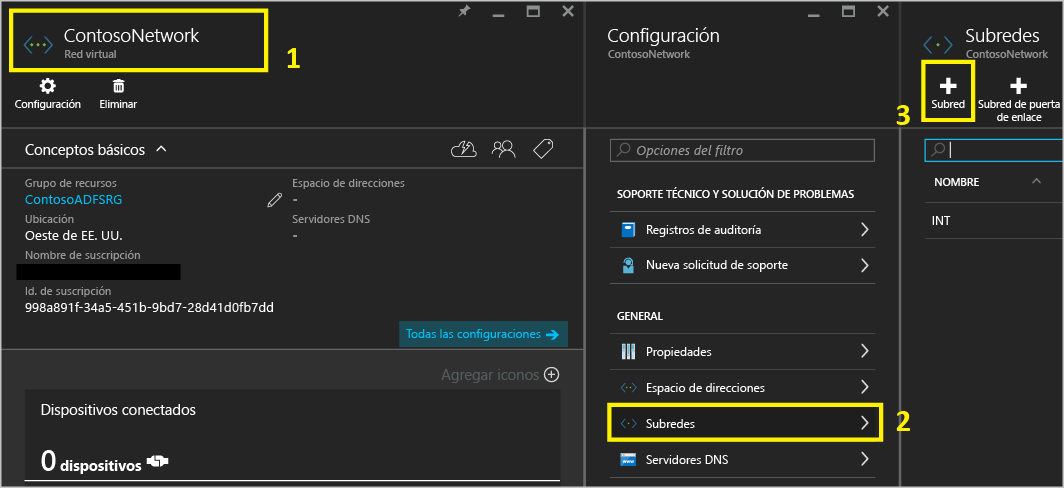 ContosoNetwork
Red virtual
1
Configuración
Eliminar
Conceptos básicos
Grupo de recursos
ContosoADFSRG
Espacio de direcciones
-
Ubicación
Oeste de EE. UU.
Servidores DNS
-
Nombre de suscripción
Id. de suscripción
998a891f-34a5-451b-9bd7-28d41d0fb7dd
Todas las configuraciones
Agregar iconos
Dispositivos conectados
0 dispositivos
Configuración
ContosoNetwork
Opciones del filtro
SOPORTE TÉCNICO Y SOLUCIÓN DE PROBLEMAS
Registros de auditoría
Nueva solicitud de soporte
GENERAL
Propiedades
Espacio de direcciones
Subredes
2
Servidores DNS
Subredes
ContosoNetwork
3
Subred
Subred de puerta
de enlace
NOMBRE
INT